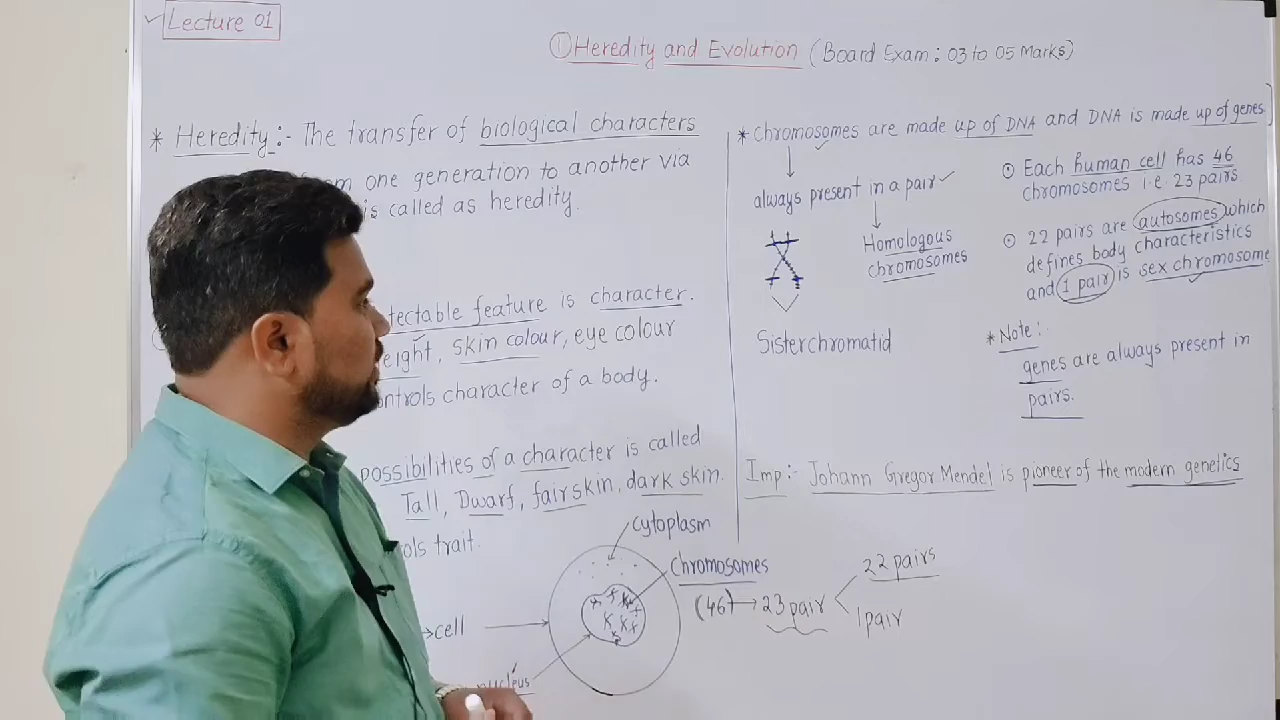 Lecture 01
① Heredity and Evolution (Board Exam: 03 to 05 Marks)
* Heredity :- The transfer of biological characters
from one generation to another via
is called as heredity.
tectable feature is character.
eight, skin colour, eye colour
ntrols character of a body.
possibilities of a character is called
Tall, Dwarf, fair skin, dark skin.
ols trait.
cytoplasm
Chromosomes
(46) → 23 pair
22 pairs
1 pair
→cell
nucleus
* chromosomes are made up of DNA and DNA is made up of genes
always present in a pair ✓
Homologous
chromosomes
Sisterchromatid
⊙ Each human cell has 46
chromosomes i.e. 23 pairs.
⊙ 22 pairs are autosomes which
defines body characteristics
and 1 pair is sex chromosome
* Note :-
genes are always present in
pairs.
Imp:- Johann Gregor Mendel is pioneer of the modern genetics